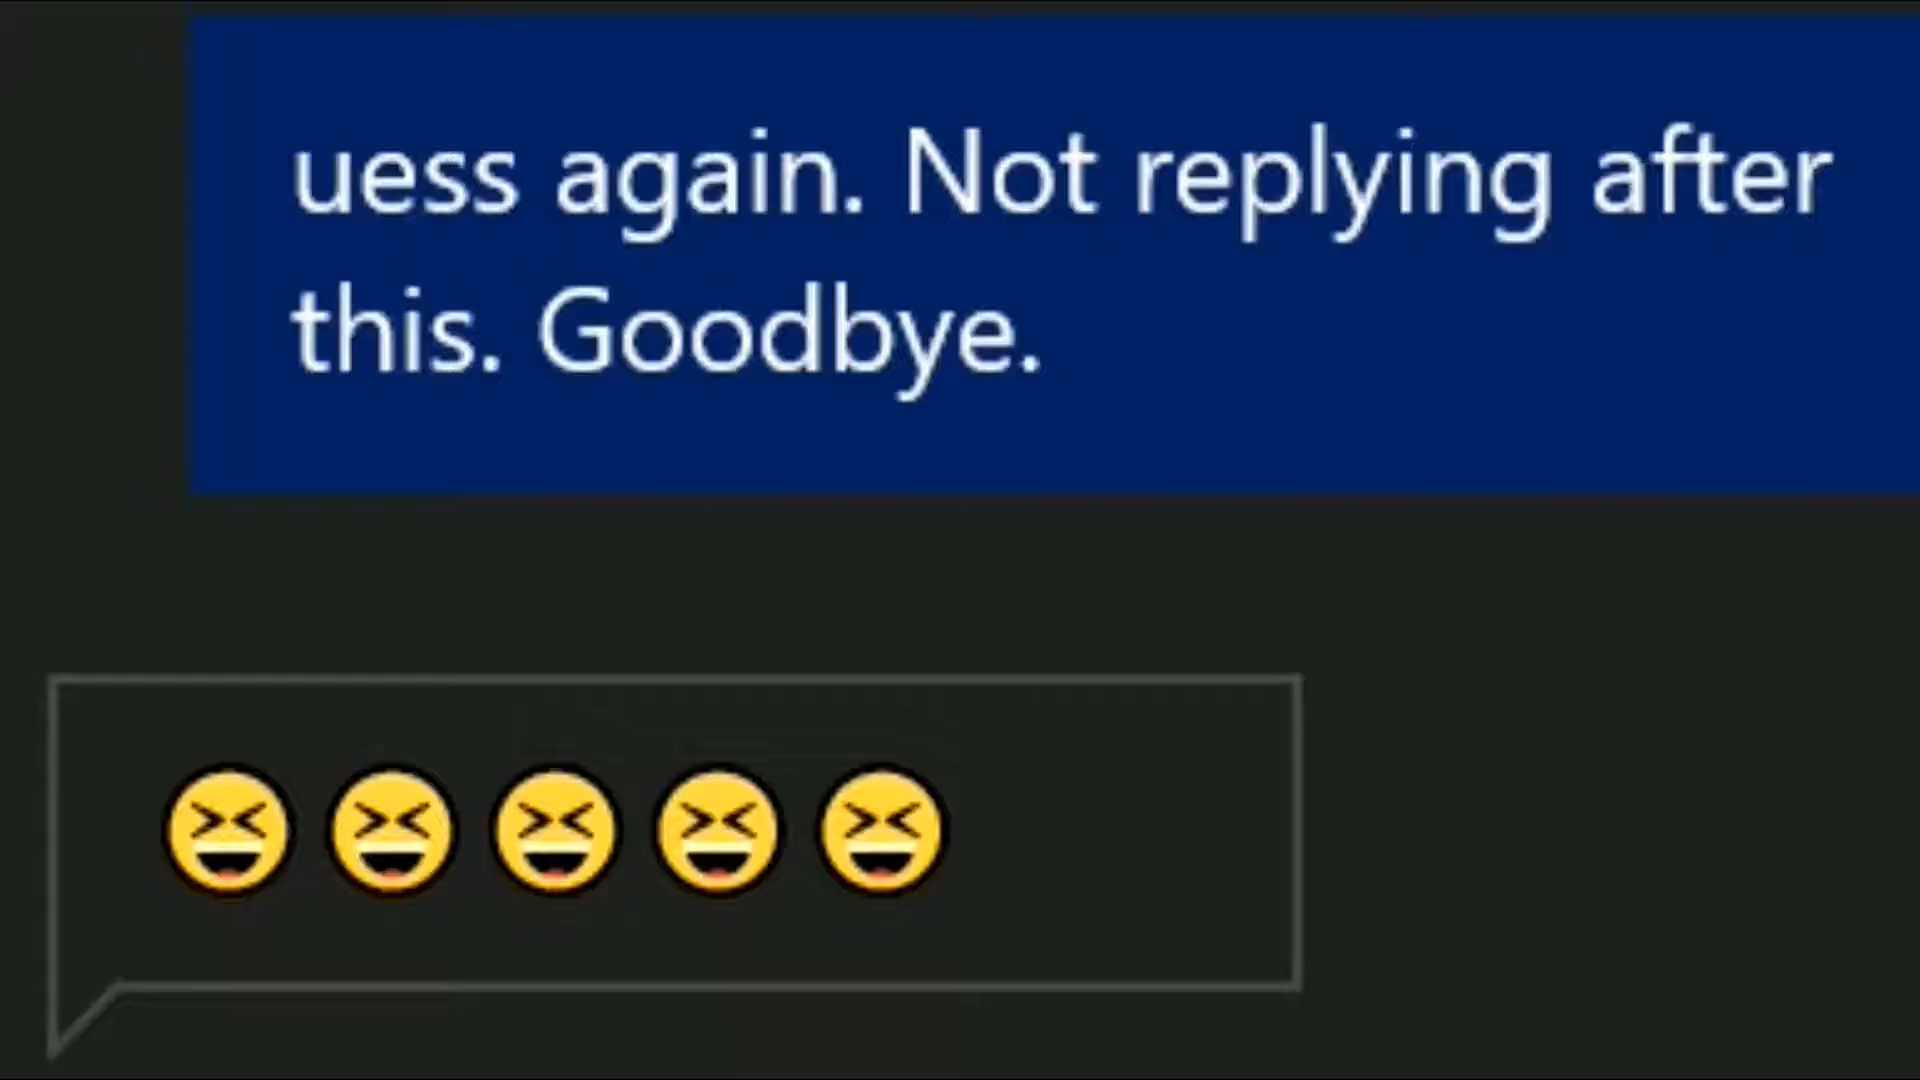 uess again. Not replying after
this. Goodbye.
😆😆😆😆😆